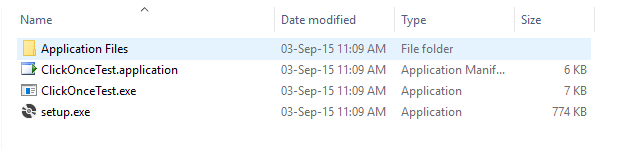 Name Date modified Type Size
Application Files 03-Sep-15 11:09 AM File folder
ClickOnceTest.application 03-Sep-15 11:09 AM Application Manif... 6 KB
ClickOnceTest.exe 03-Sep-15 11:09 AM Application 7 KB
setup.exe 03-Sep-15 11:09 AM Application 774 KB